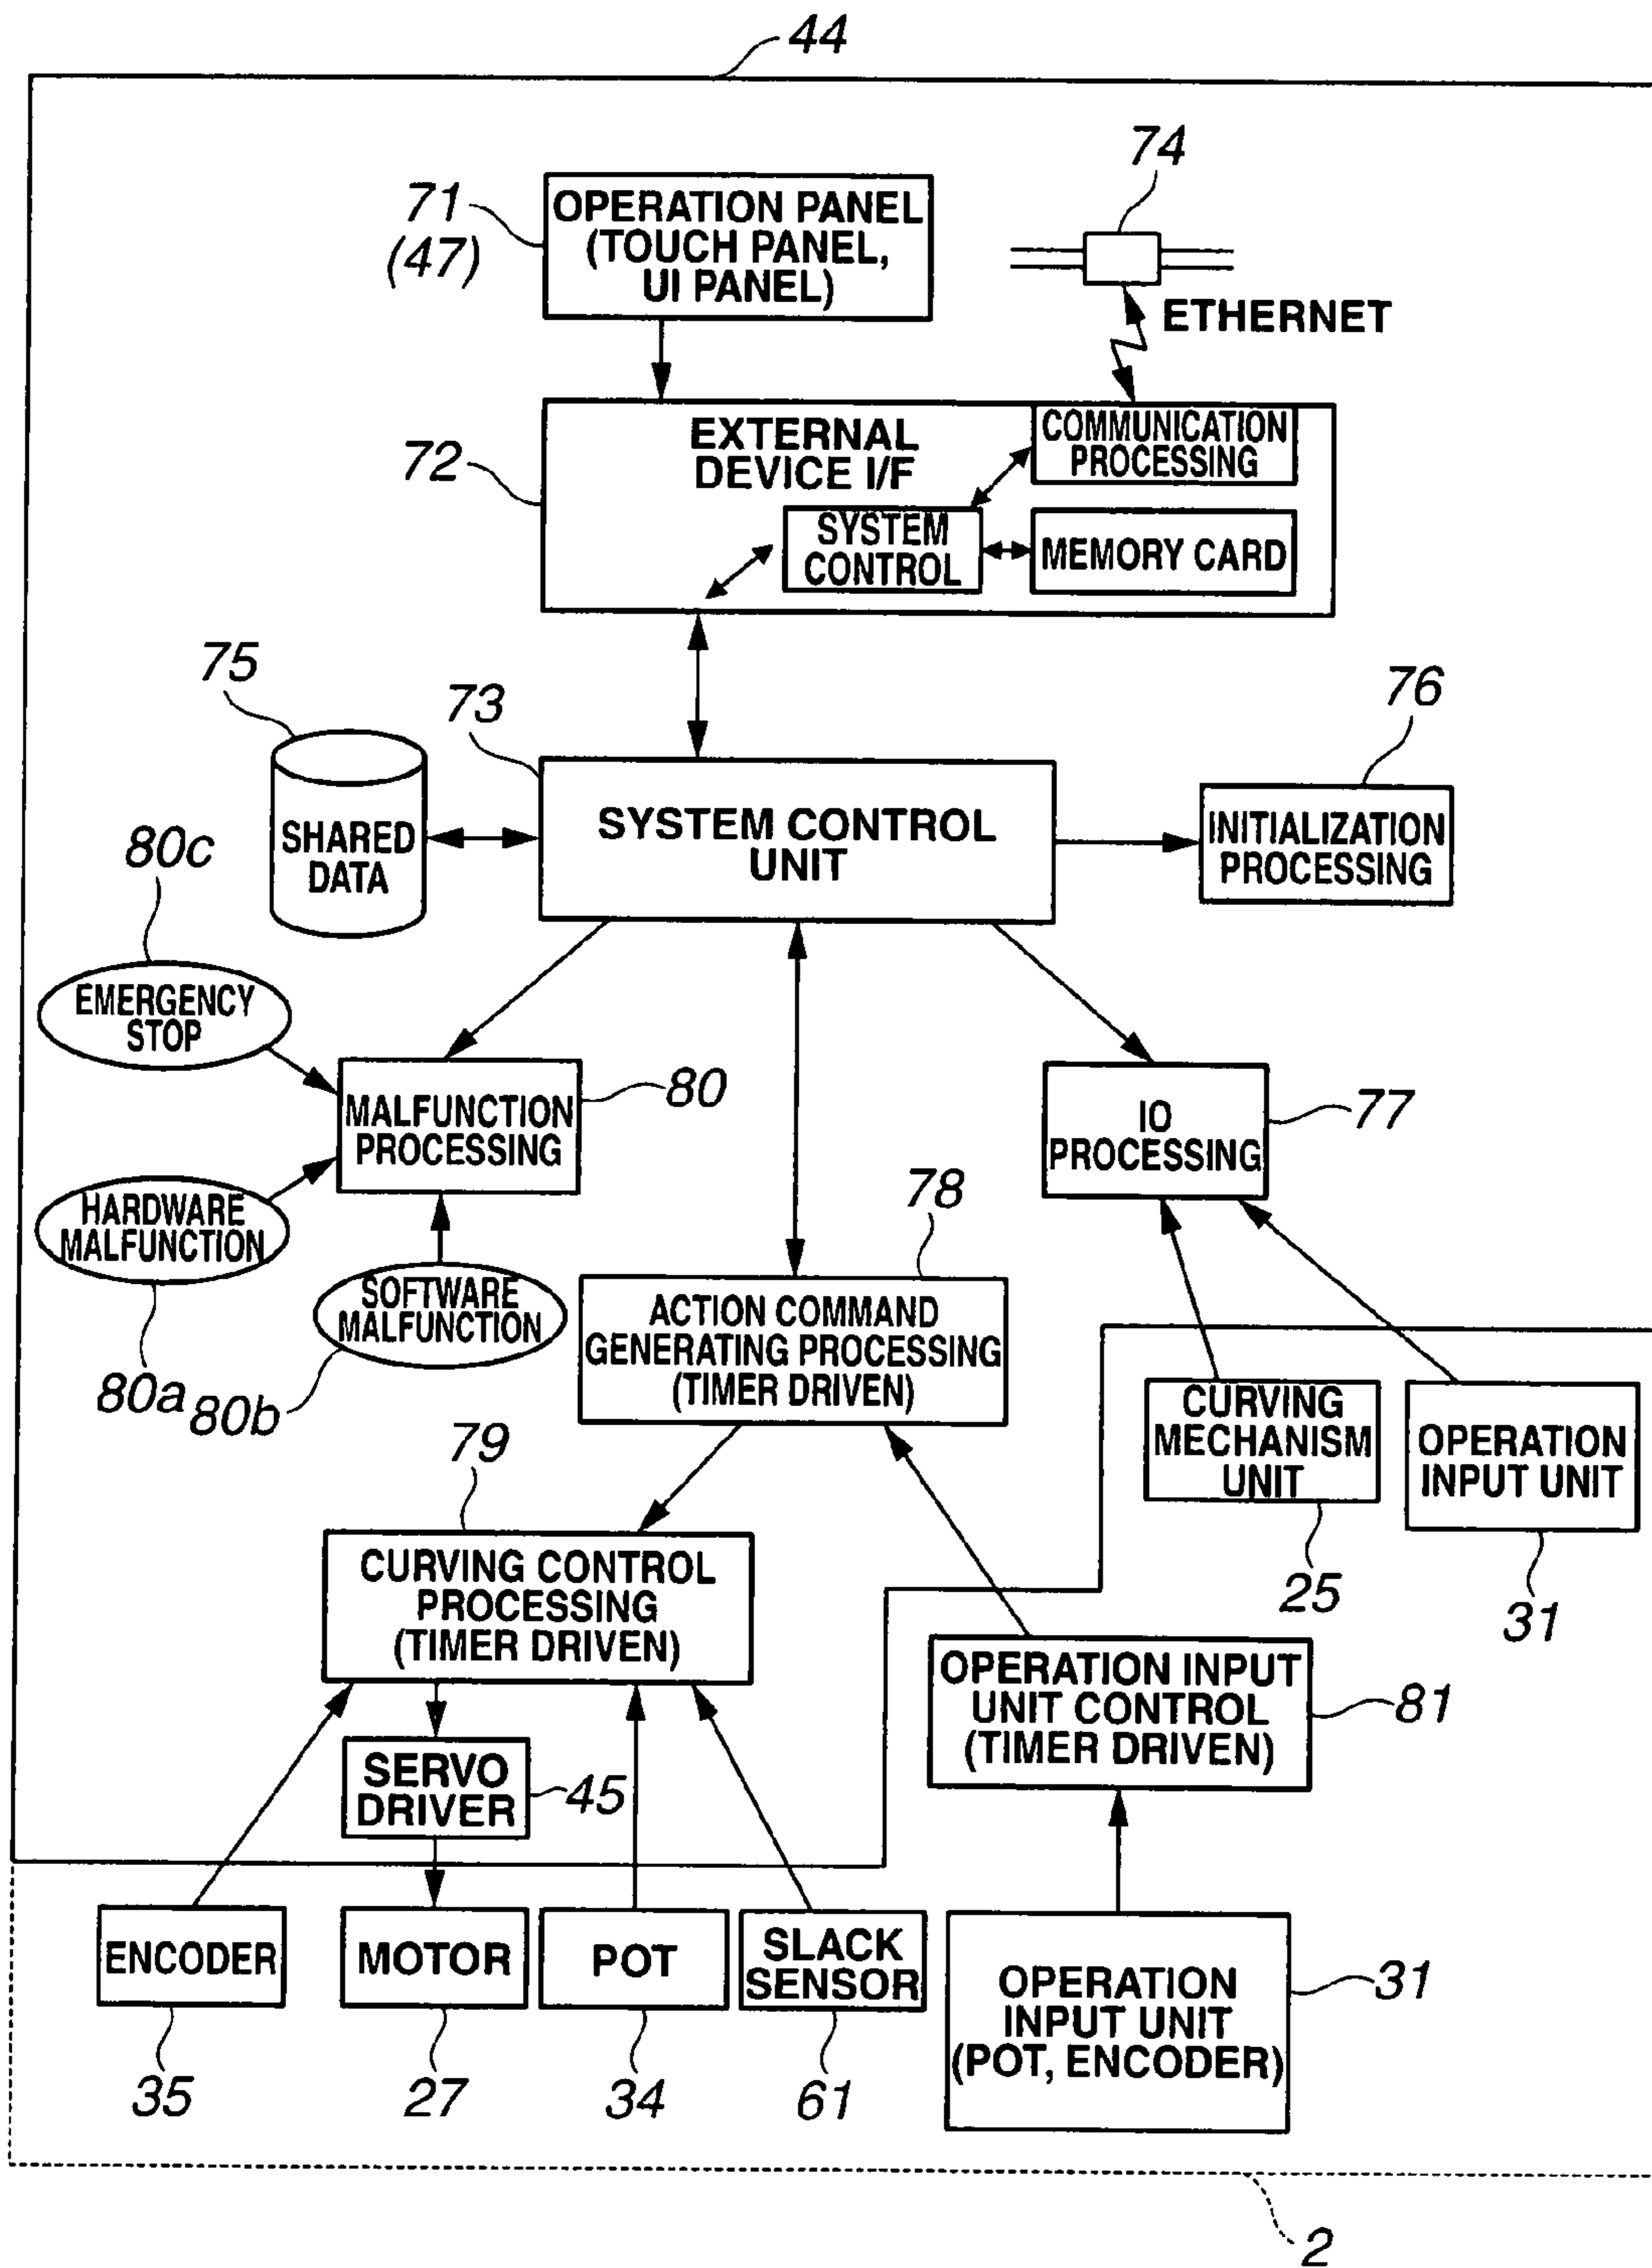 44
74
71
(47)
OPERATION PANEL
(TOUCH PANEL,
UI PANEL)
ETHERNET
72
EXTERNAL
DEVICE I/F
COMMUNICATION
PROCESSING
SYSTEM
CONTROL
MEMORY CARD
75
73
76
SHARED
DATA
SYSTEM CONTROL
UNIT
INITIALIZATION
PROCESSING
80c
EMERGENCY
STOP
MALFUNCTION
PROCESSING
80
IO
PROCESSING
77
HARDWARE
MALFUNCTION
80a
SOFTWARE
MALFUNCTION
80b
78
ACTION COMMAND
GENERATING PROCESSING
(TIMER DRIVEN)
CURVING
MECHANISM
UNIT
25
OPERATION
INPUT UNIT
31
79
CURVING CONTROL
PROCESSING
(TIMER DRIVEN)
OPERATION INPUT
UNIT CONTROL
(TIMER DRIVEN)
81
SERVO
DRIVER
45
ENCODER
35
MOTOR
27
POT
34
SLACK
SENSOR
61
OPERATION
INPUT UNIT
(POT, ENCODER)
31
2